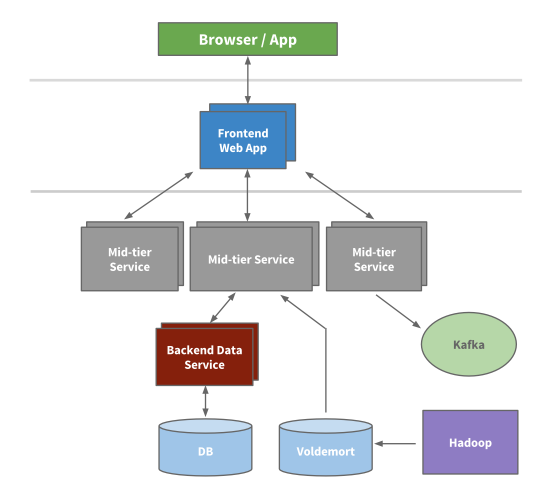 Browser / App
Frontend
Web App
Mid-tier
Service
Mid-tier Service
Mid-tier
Service
Backend Data
Service
Kafka
DB
Voldemort
Hadoop